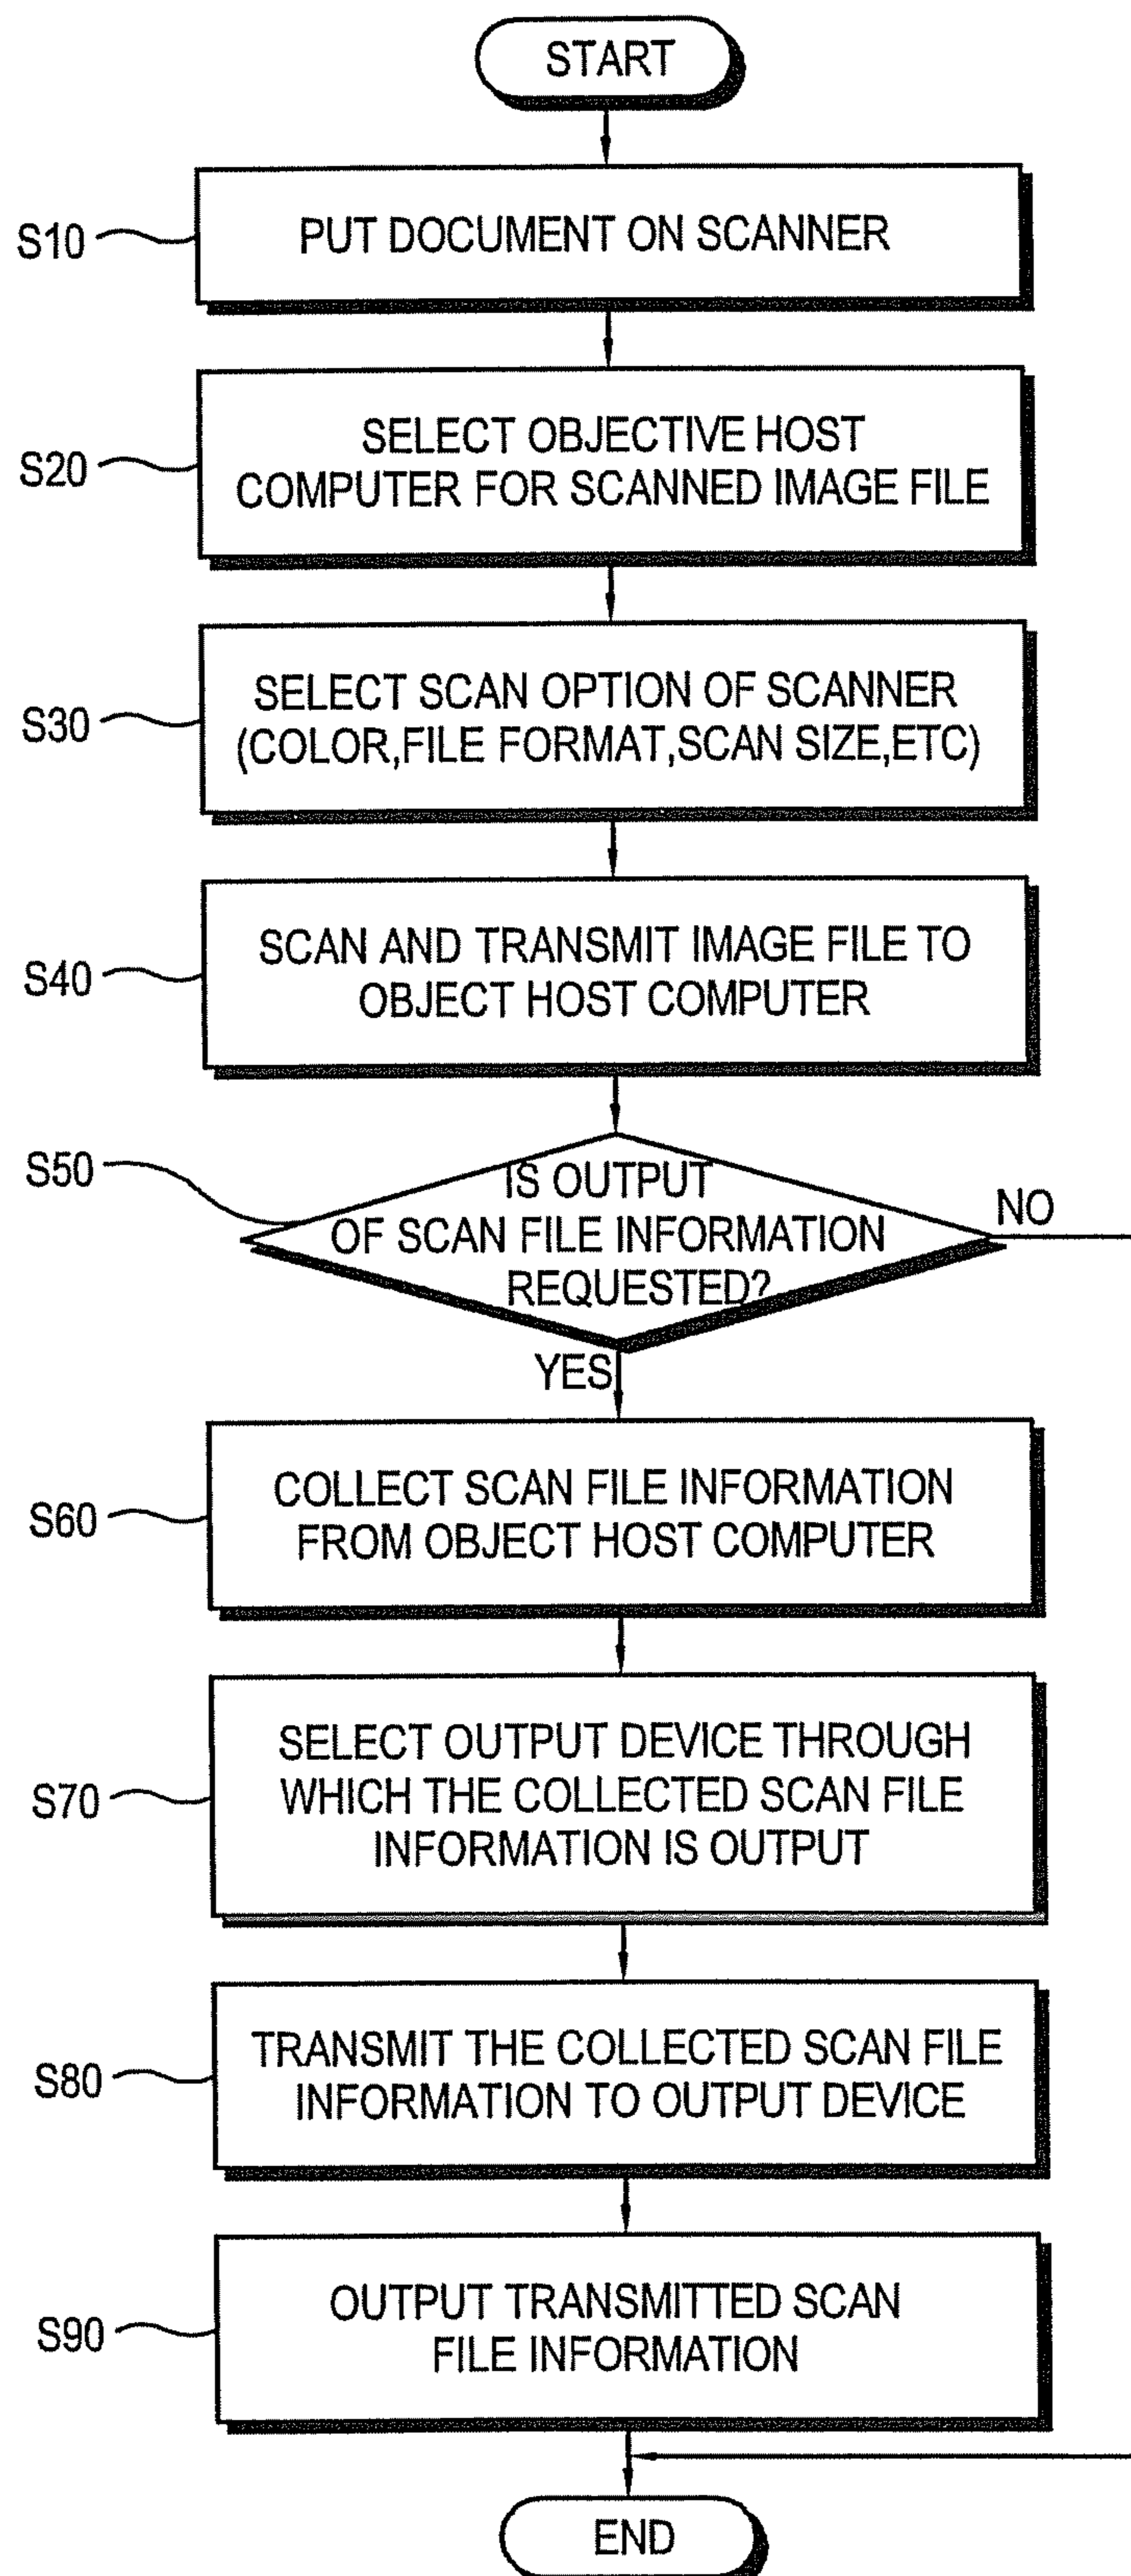 START
S10
PUT DOCUMENT ON SCANNER
S20
SELECT OBJECTIVE HOST
COMPUTER FOR SCANNED IMAGE FILE
S30
SELECT SCAN OPTION OF SCANNER
(COLOR,FILE FORMAT,SCAN SIZE,ETC)
S40
SCAN AND TRANSMIT IMAGE FILE TO
OBJECT HOST COMPUTER
S50
IS OUTPUT
OF SCAN FILE INFORMATION
REQUESTED?
NO
YES
S60
COLLECT SCAN FILE INFORMATION
FROM OBJECT HOST COMPUTER
S70
SELECT OUTPUT DEVICE THROUGH
WHICH THE COLLECTED SCAN FILE
INFORMATION IS OUTPUT
S80
TRANSMIT THE COLLECTED SCAN FILE
INFORMATION TO OUTPUT DEVICE
S90
OUTPUT TRANSMITTED SCAN
FILE INFORMATION
END